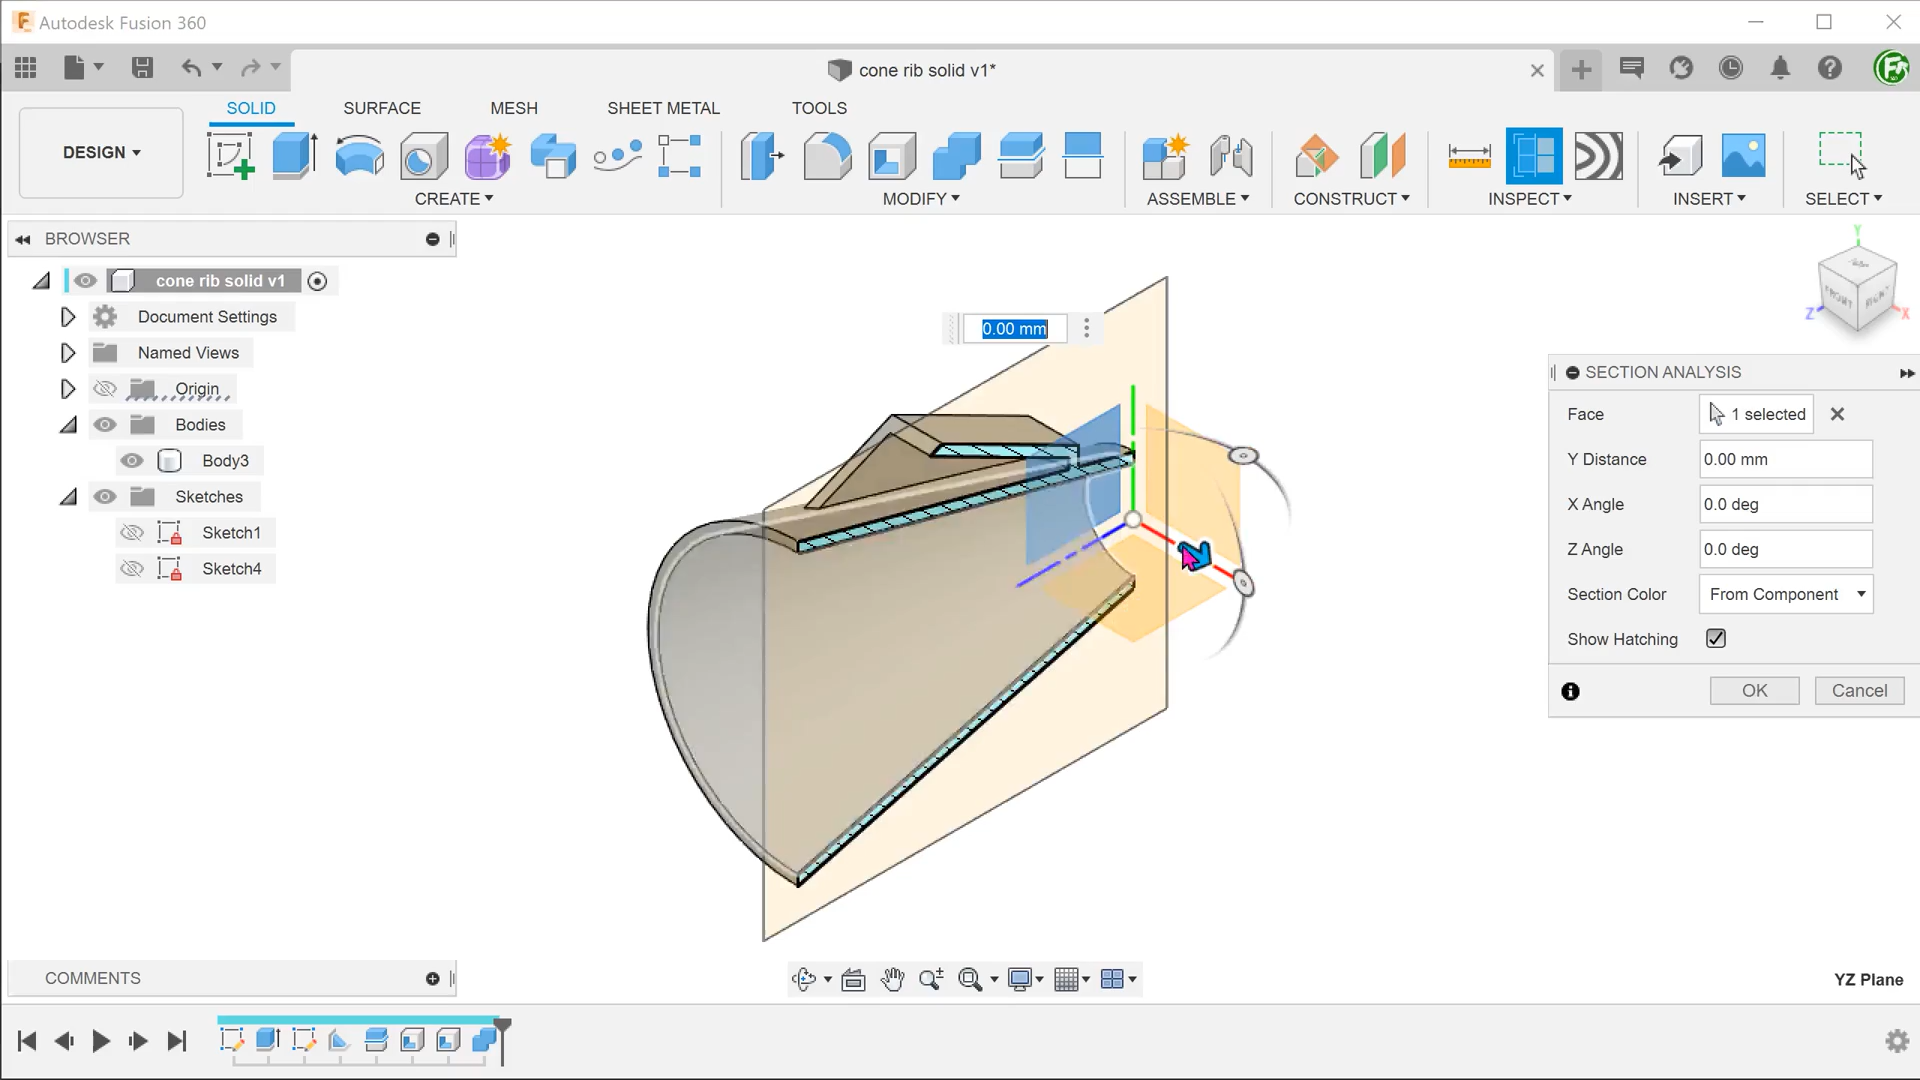 Autodesk Fusion 360
cone rib solid v1*
SOLID SURFACE MESH SHEET METAL TOOLS
DESIGN
CREATE MODIFY ASSEMBLE CONSTRUCT INSPECT INSERT SELECT
BROWSER
cone rib solid v1
Document Settings
Named Views
Origin
Bodies
Body3
Sketches
Sketch1
Sketch4
0.00 mm
Y
FRONT RIGHT
Z X
SECTION ANALYSIS
Face 1 selected
Y Distance 0.00 mm
X Angle 0.0 deg
Z Angle 0.0 deg
Section Color From Component
Show Hatching
OK Cancel
COMMENTS
YZ Plane